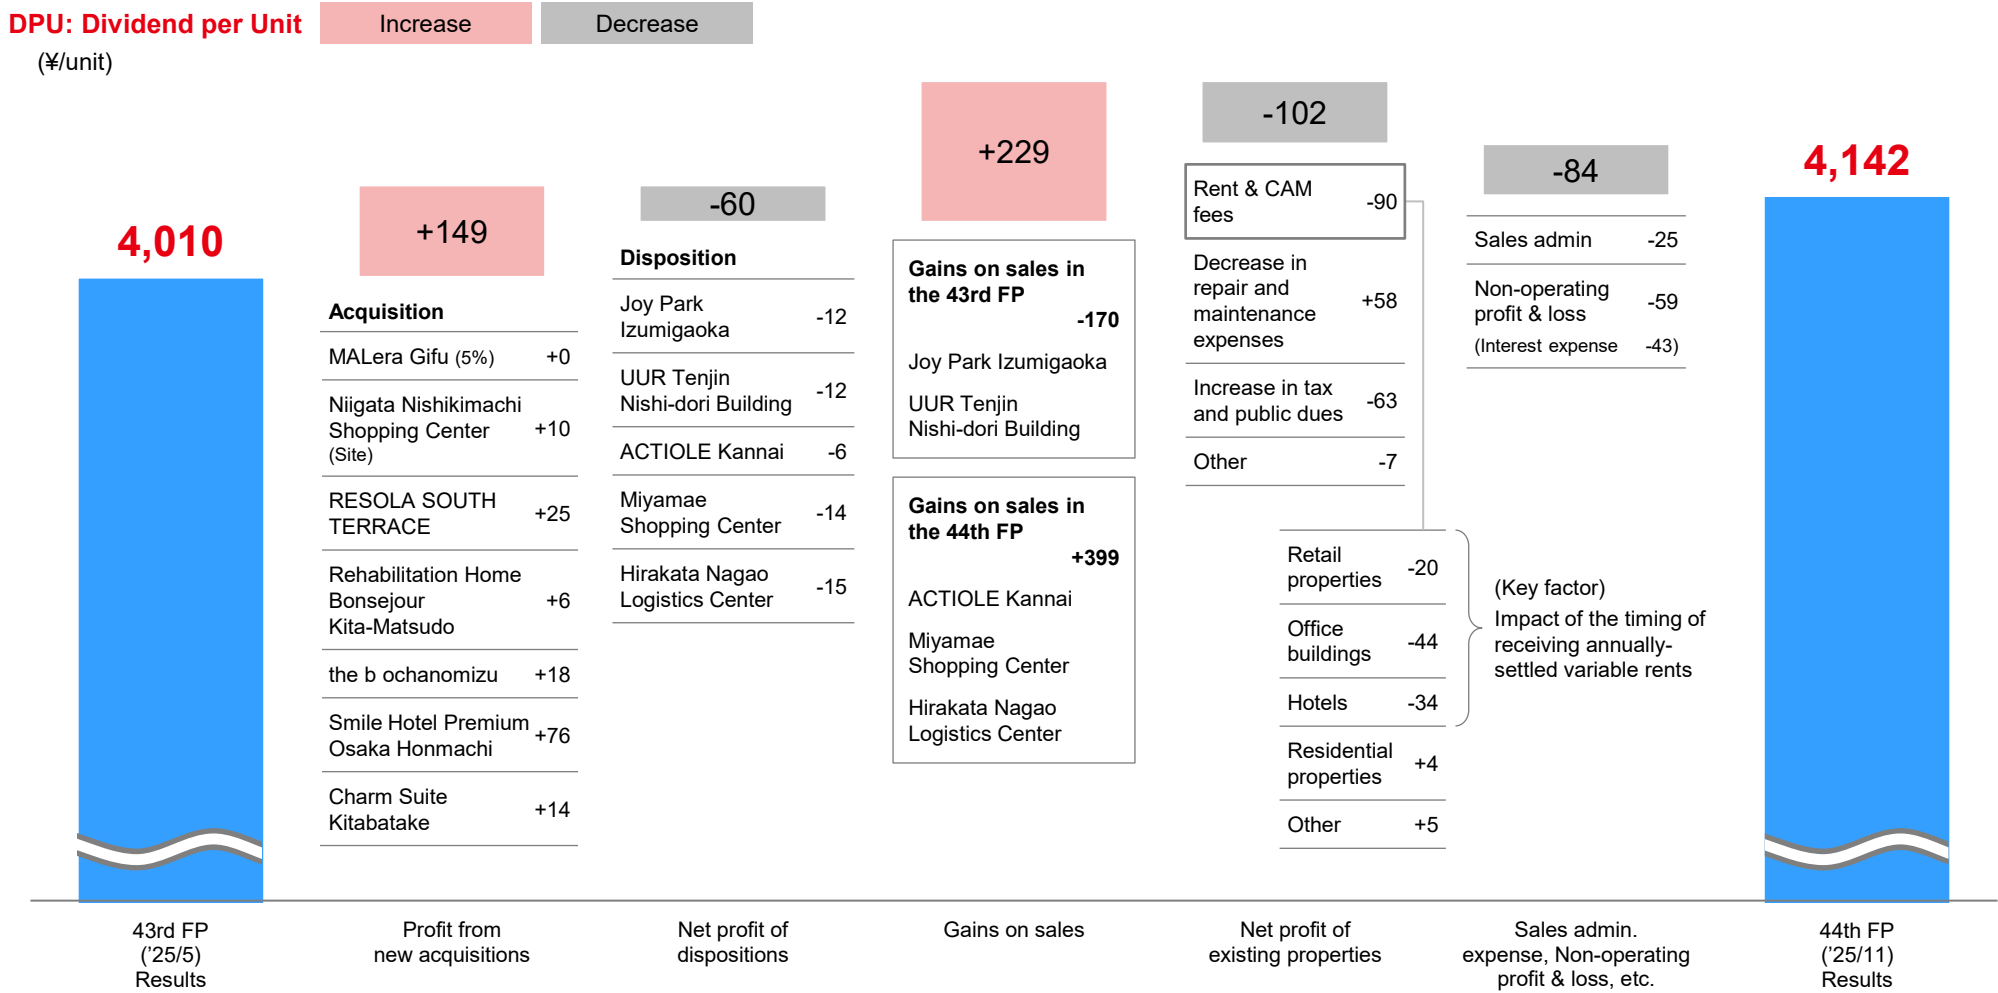 DPU: Dividend per Unit
Increase
Decrease
(¥/unit)
4,010
+149
Acquisition
MALera Gifu (5%) +0
Niigata Nishikimachi
Shopping Center +10
(Site)
RESOLA SOUTH
TERRACE +25
Rehabilitation Home
Bonsejour +6
Kita-Matsudo
the b ochanomizu +18
Smile Hotel Premium
Osaka Honmachi +76
Charm Suite
Kitabatake +14
-60
Disposition
Joy Park
Izumigaoka -12
UUR Tenjin
Nishi-dori Building -12
ACTIOLE Kannai -6
Miyamae
Shopping Center -14
Hirakata Nagao
Logistics Center -15
+229
Gains on sales in
the 43rd FP
-170
Joy Park Izumigaoka
UUR Tenjin
Nishi-dori Building
Gains on sales in
the 44th FP
+399
ACTIOLE Kannai
Miyamae
Shopping Center
Hirakata Nagao
Logistics Center
-102
Rent & CAM
fees -90
Decrease in
repair and
maintenance +58
expenses
Increase in tax
and public dues -63
Other -7
Retail
properties -20
Office
buildings -44
Hotels -34
Residential
properties +4
Other +5
(Key factor)
Impact of the timing of
receiving annually-
settled variable rents
-84
Sales admin -25
Non-operating
profit & loss -59
(Interest expense -43)
4,142
43rd FP
(’25/5)
Results
Profit from
new acquisitions
Net profit of
dispositions
Gains on sales
Net profit of
existing properties
Sales admin.
expense, Non-operating
profit & loss, etc.
44th FP
(’25/11)
Results